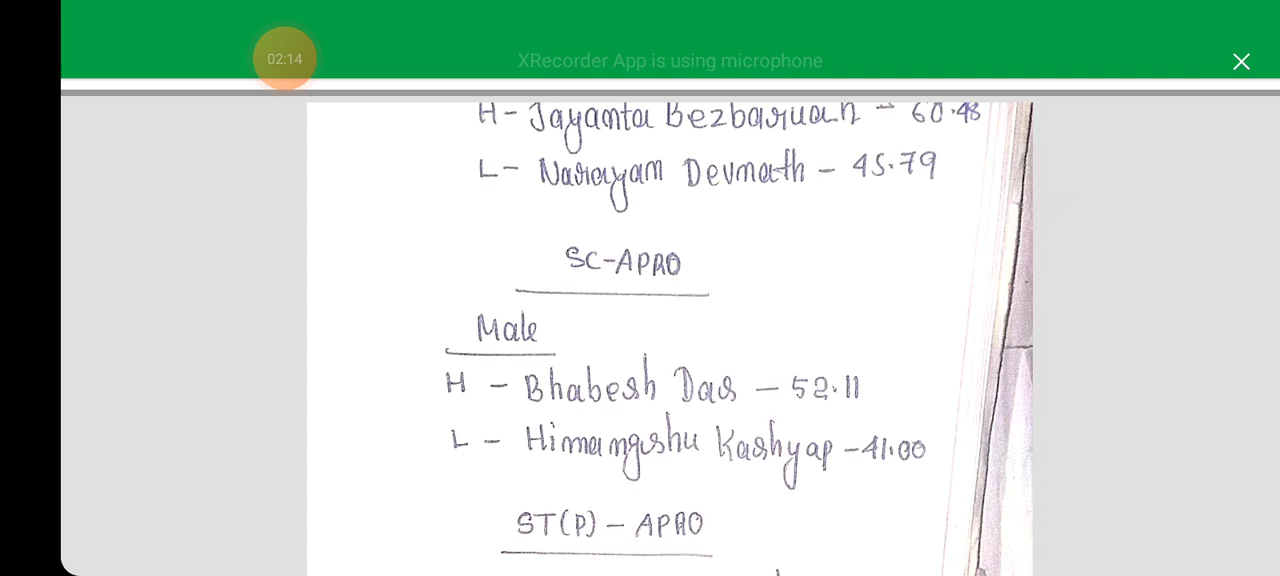 02:14
XRecorder App is using microphone
H - Jayanta Bezbaruah - 60.48
L - Narayam Devnath - 45.79
SC-APRO
Male
H - Bhabesh Das - 52.11
L - Himangshu Kashyap - 41.00
ST(P) - APRO